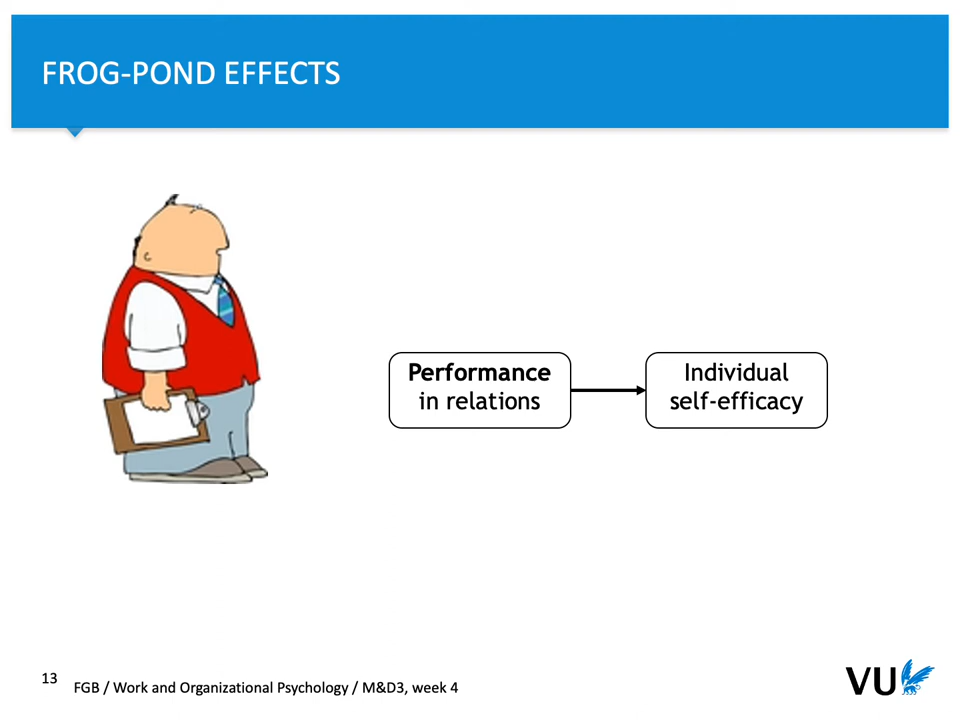 FROG-POND EFFECTS
Performance
in relations
Individual
self-efficacy
13
FGB / Work and Organizational Psychology / M&D3, week 4
VU